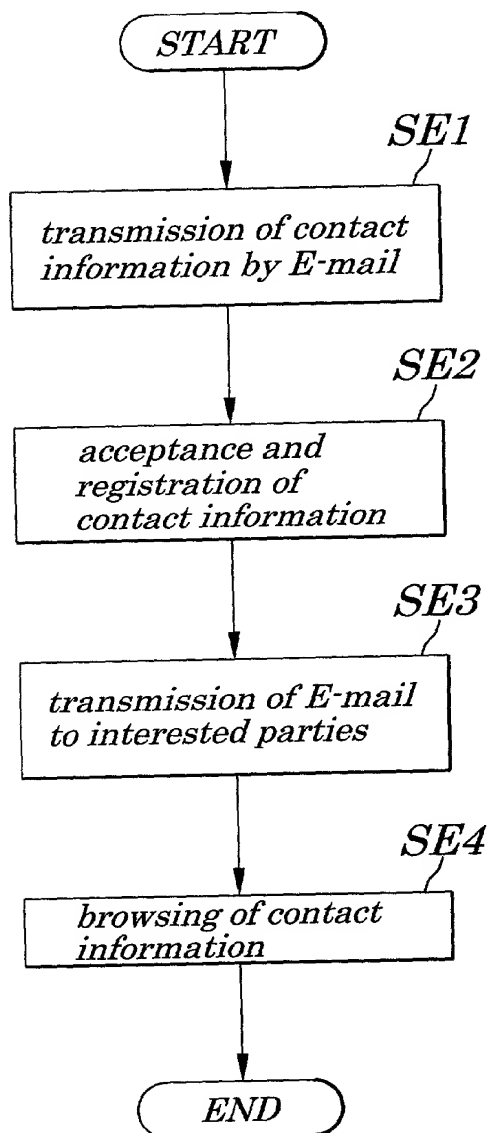 START
SE1
transmission of contact
information by E-mail
SE2
acceptance and
registration of
contact information
SE3
transmission of E-mail
to interested parties
SE4
browsing of contact
information
END